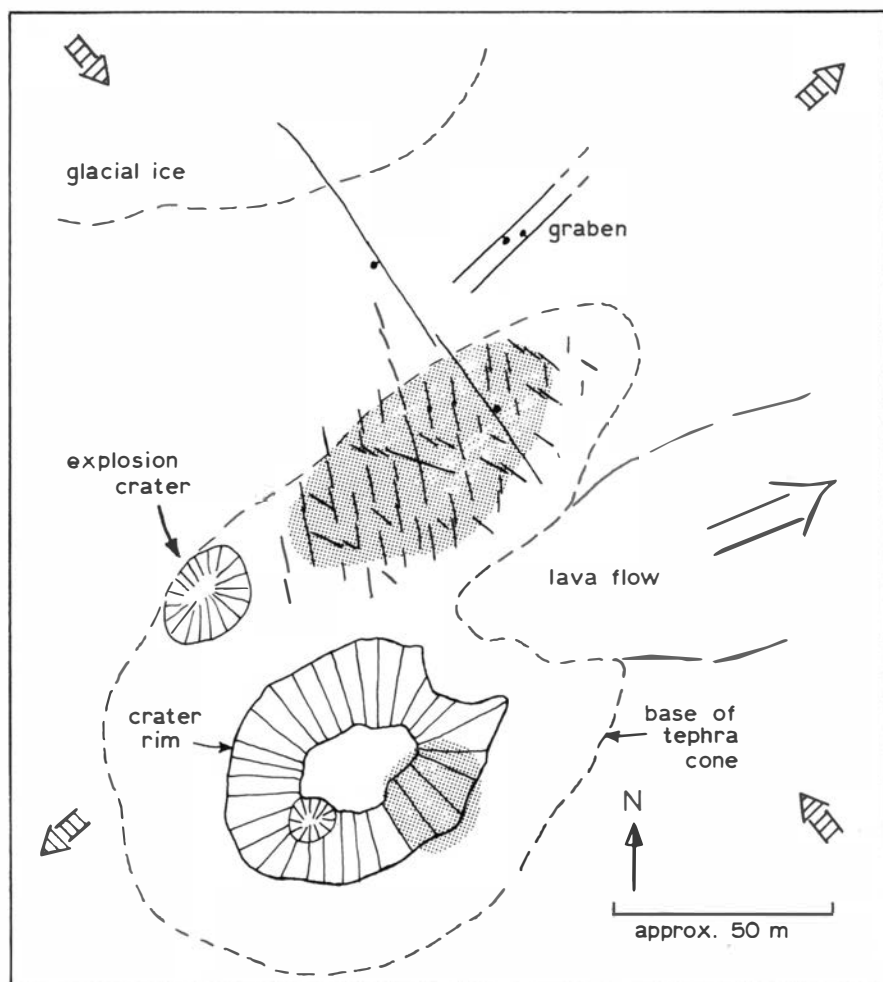 glacial ice
graben
explosion
crater
lava flow
crater
rim
base of
tephra
cone
N
approx. 50 m